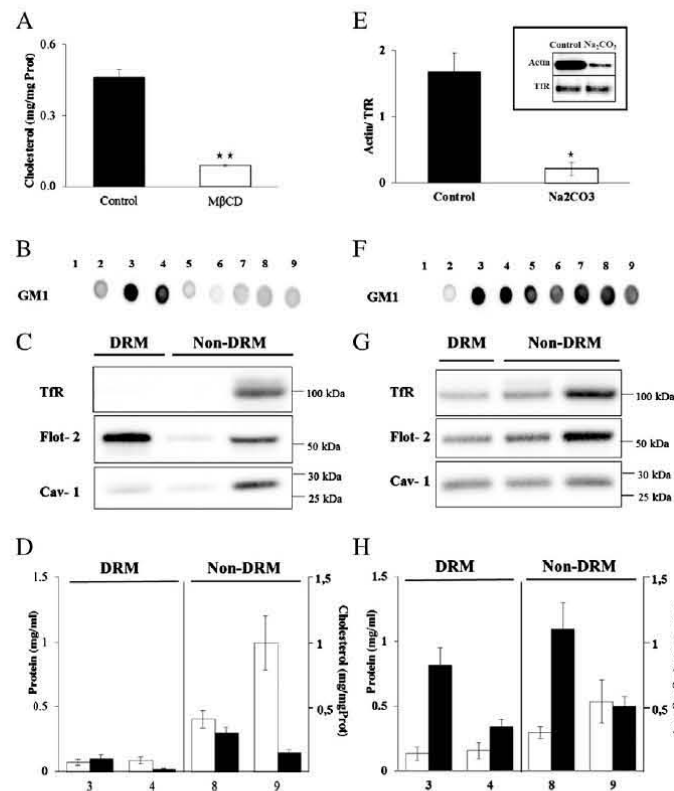 A
Cholesterol (mg/mg Prot)
0.6
0.3
0.0
★★
Control
MβCD
B
1 2 3 4 5 6 7 8 9
GM1
C
DRM Non-DRM
TfR
100 kDa
Flot- 2
50 kDa
Cav- 1
30 kDa
25 kDa
D
DRM Non-DRM
Protein (mg/ml)
1.5
1
0.5
0
1,5
1
0,5
0
Cholesterol (mg/mgProt)
3 4 8 9
E
Actin/ TfR
2
1
0
★
Control
Na2CO3
Control Na₂CO₃
Actin
TfR
F
1 2 3 4 5 6 7 8 9
GM1
G
DRM Non-DRM
TfR
100 kDa
Flot- 2
50 kDa
Cav- 1
30 kDa
25 kDa
H
DRM Non-DRM
Protein (mg/ml)
1.5
1
0.5
0
1,5
1
0,5
0
3 4 8 9